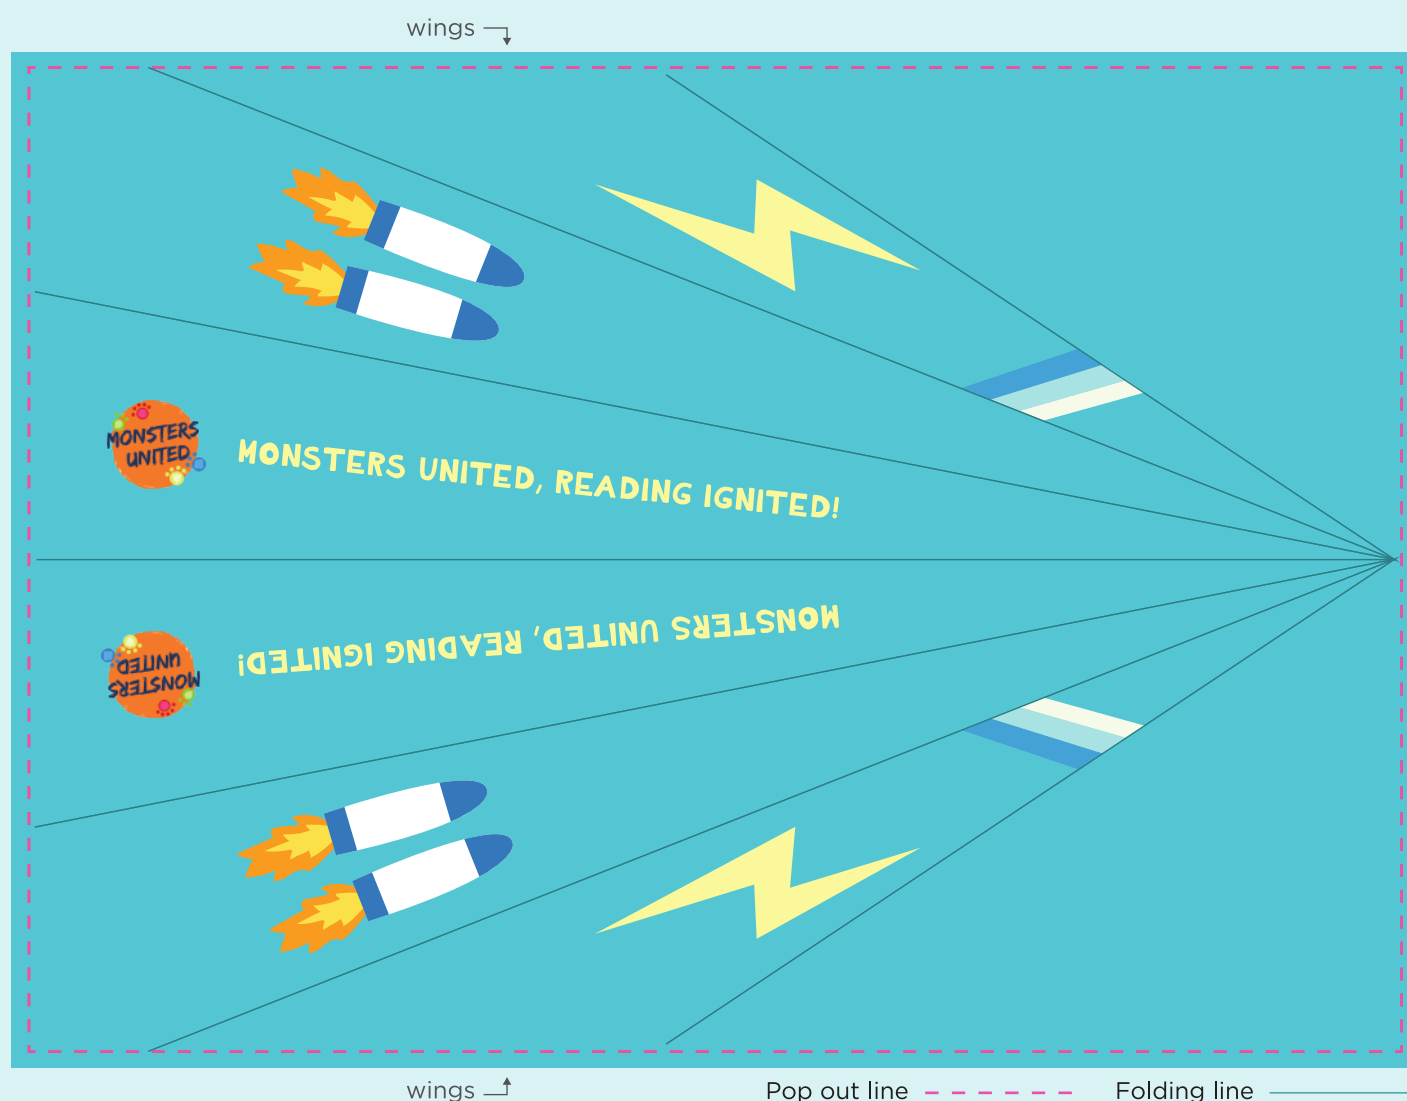 wings
MONSTERS
UNITED
MONSTERS UNITED, READING IGNITED!
MONSTERS UNITED, READING IGNITED!
MONSTERS
UNITED
wings
Pop out line
Folding line